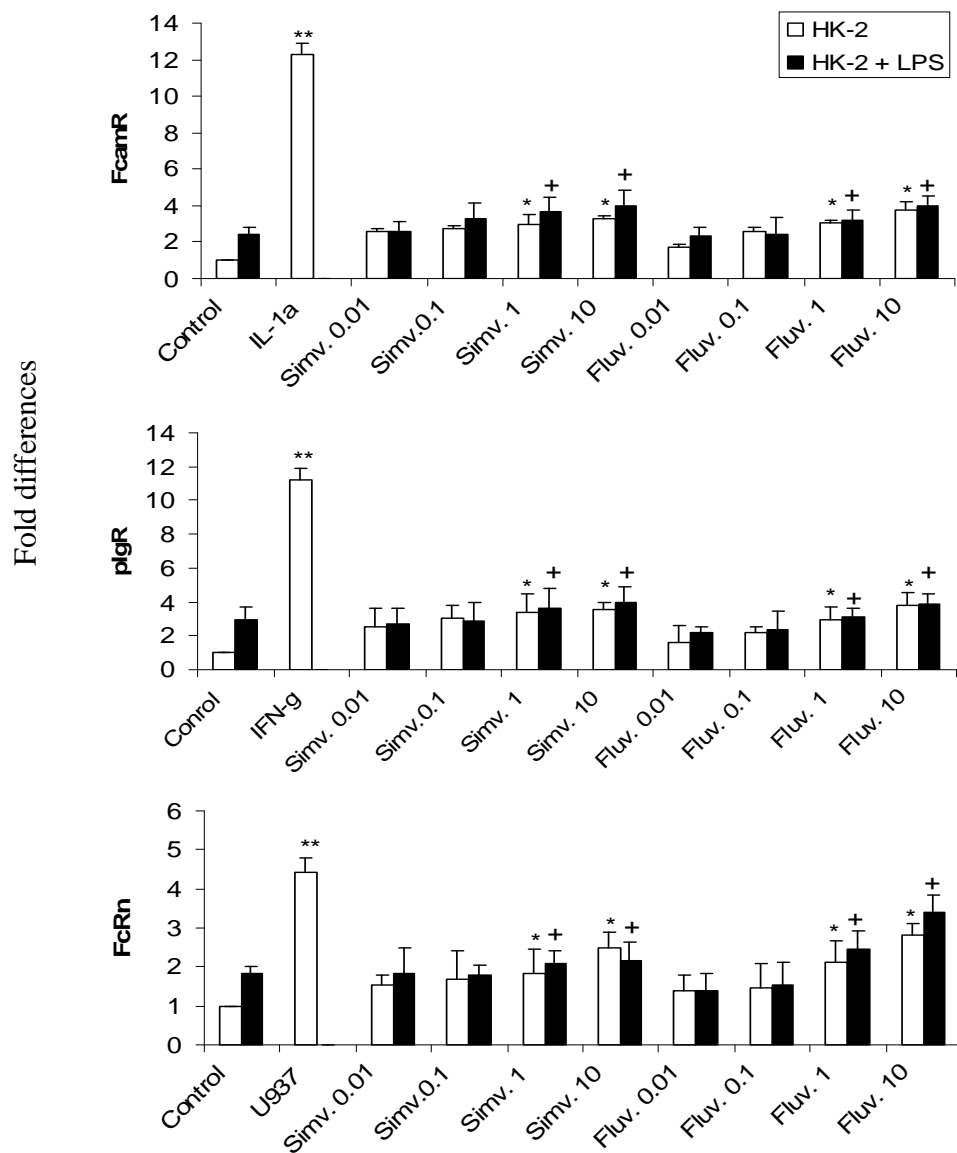 Fold differences
HK-2
HK-2 + LPS
FcamR
14
12
10
8
6
4
2
0
**
* + * + * + * +
Control IL-1a Simv. 0.01 Simv.0.1 Simv. 1 Simv. 10 Fluv. 0.01 Fluv. 0.1 Fluv. 1 Fluv. 10
pIgR
14
12
10
8
6
4
2
0
**
* + * + * + * +
Conrol IFN-g Simv. 0.01 Simv.0.1 Simv. 1 Simv. 10 Fluv. 0.01 Fluv. 0.1 Fluv. 1 Fluv. 10
FcRn
6
5
4
3
2
1
0
**
* + * + * + * +
Control U937 Simv. 0.01 Simv.0.1 Simv. 1 Simv. 10 Fluv. 0.01 Fluv. 0.1 Fluv. 1 Fluv. 10